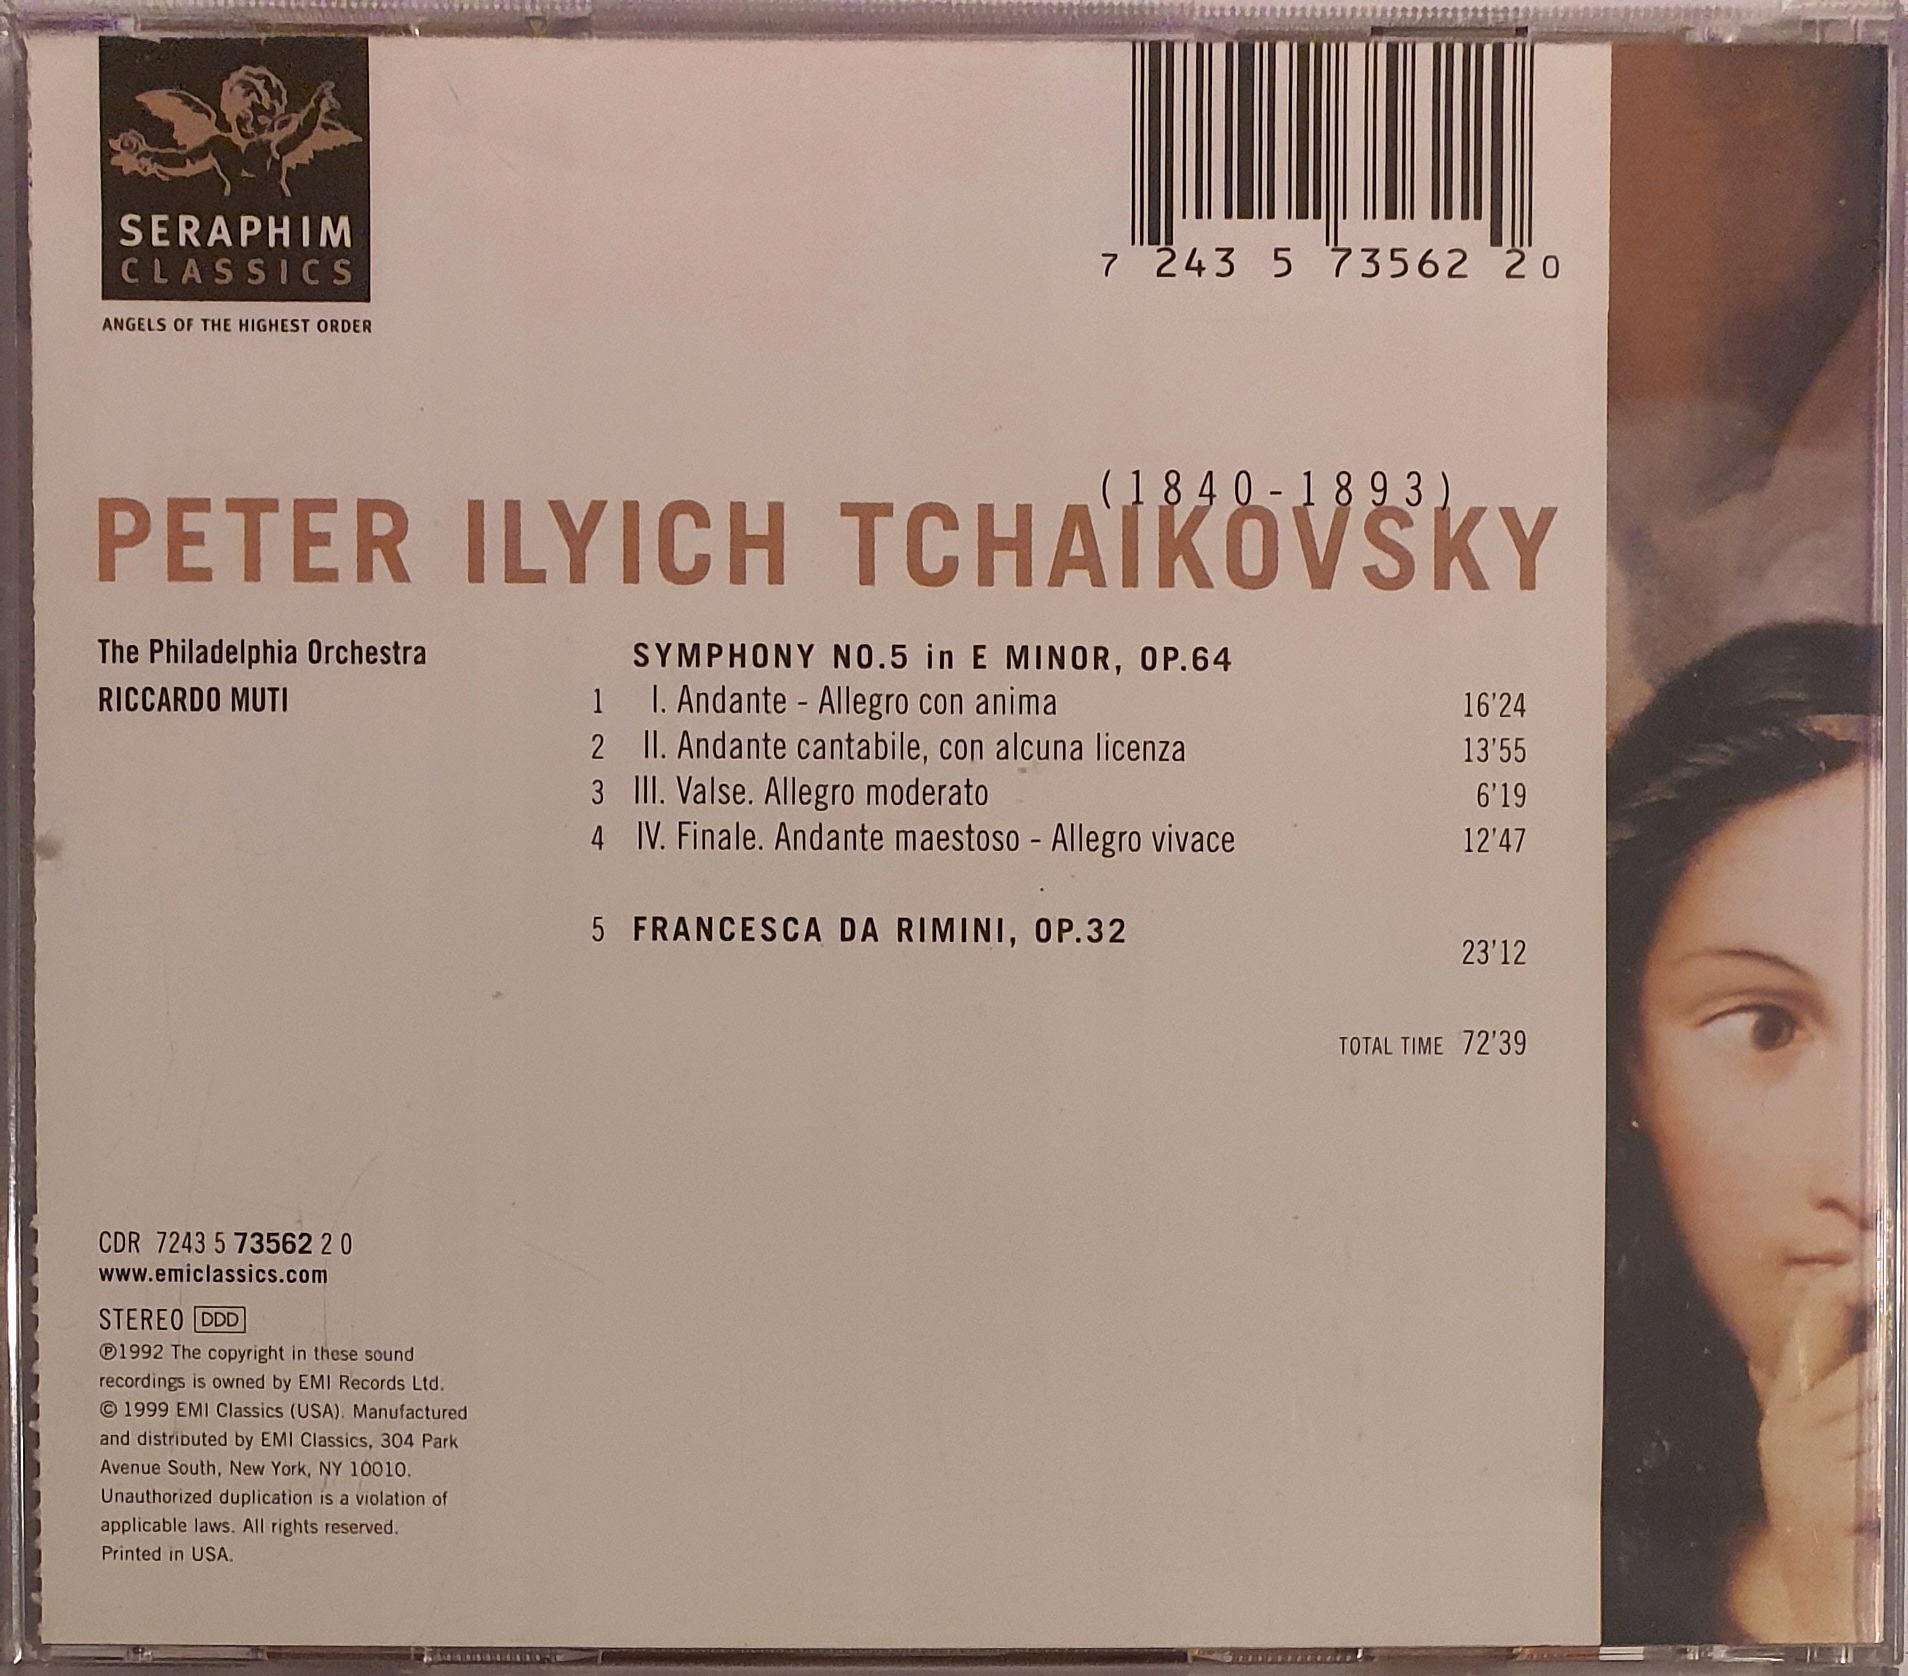 SERAPHIM
CLASSICS
ANGELS OF THE HIGHEST ORDER
7 243 5 73562 2 0
(1840-1893)
PETER ILYICH TCHAIKOVSKY
The Philadelphia Orchestra
RICCARDO MUTI
SYMPHONY NO.5 in E MINOR, OP.64
1 I. Andante - Allegro con anima 16'24
2 II. Andante cantabile, con alcuna licenza 13'55
3 III. Valse. Allegro moderato 6'19
4 IV. Finale. Andante maestoso - Allegro vivace 12'47
5 FRANCESCA DA RIMINI, OP.32 23'12
TOTAL TIME 72'39
CDR 7243 5 73562 2 0
www.emiclassics.com
STEREO DDD
℗1992 The copyright in these sound
recordings is owned by EMI Records Ltd.
© 1999 EMI Classics (USA). Manufactured
and distributed by EMI Classics, 304 Park
Avenue South, New York, NY 10010.
Unauthorized duplication is a violation of
applicable laws. All rights reserved.
Printed in USA.